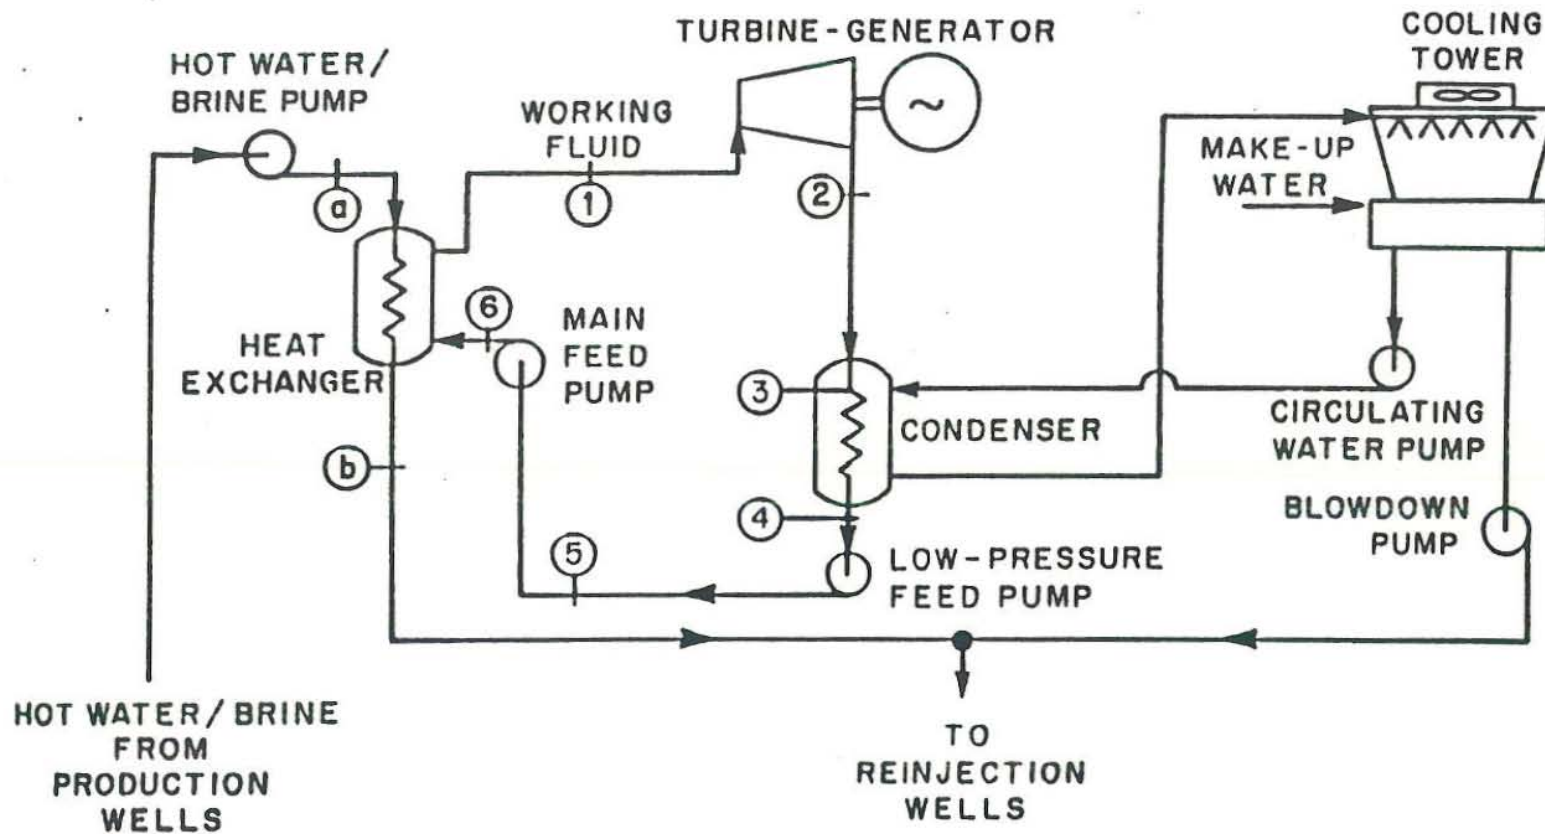 TURBINE-GENERATOR
COOLING
TOWER
HOT WATER/
BRINE PUMP
WORKING
FLUID
~
MAKE-UP
WATER
a
1
2
6
MAIN
FEED
PUMP
HEAT
EXCHANGER
3
CONDENSER
CIRCULATING
WATER PUMP
b
4
BLOWDOWN
PUMP
5
LOW-PRESSURE
FEED PUMP
HOT WATER/BRINE
FROM
PRODUCTION
WELLS
TO
REINJECTION
WELLS